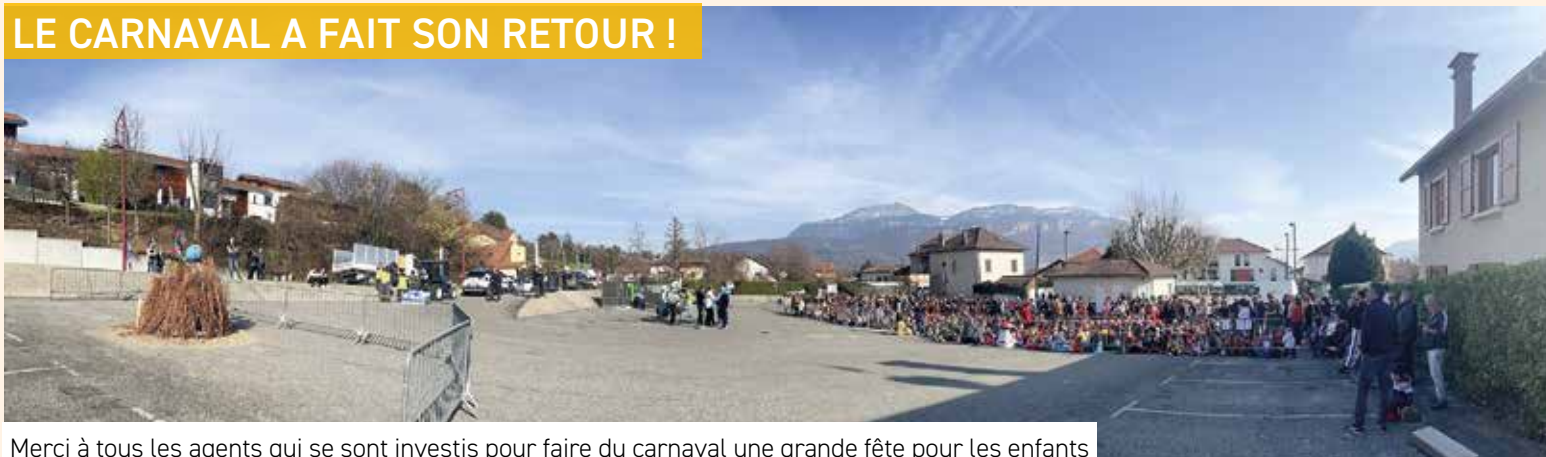 LE CARNAVAL A FAIT SON RETOUR !
Merci à tous les agents qui se sont investis pour faire du carnaval une grande fête pour les enfants